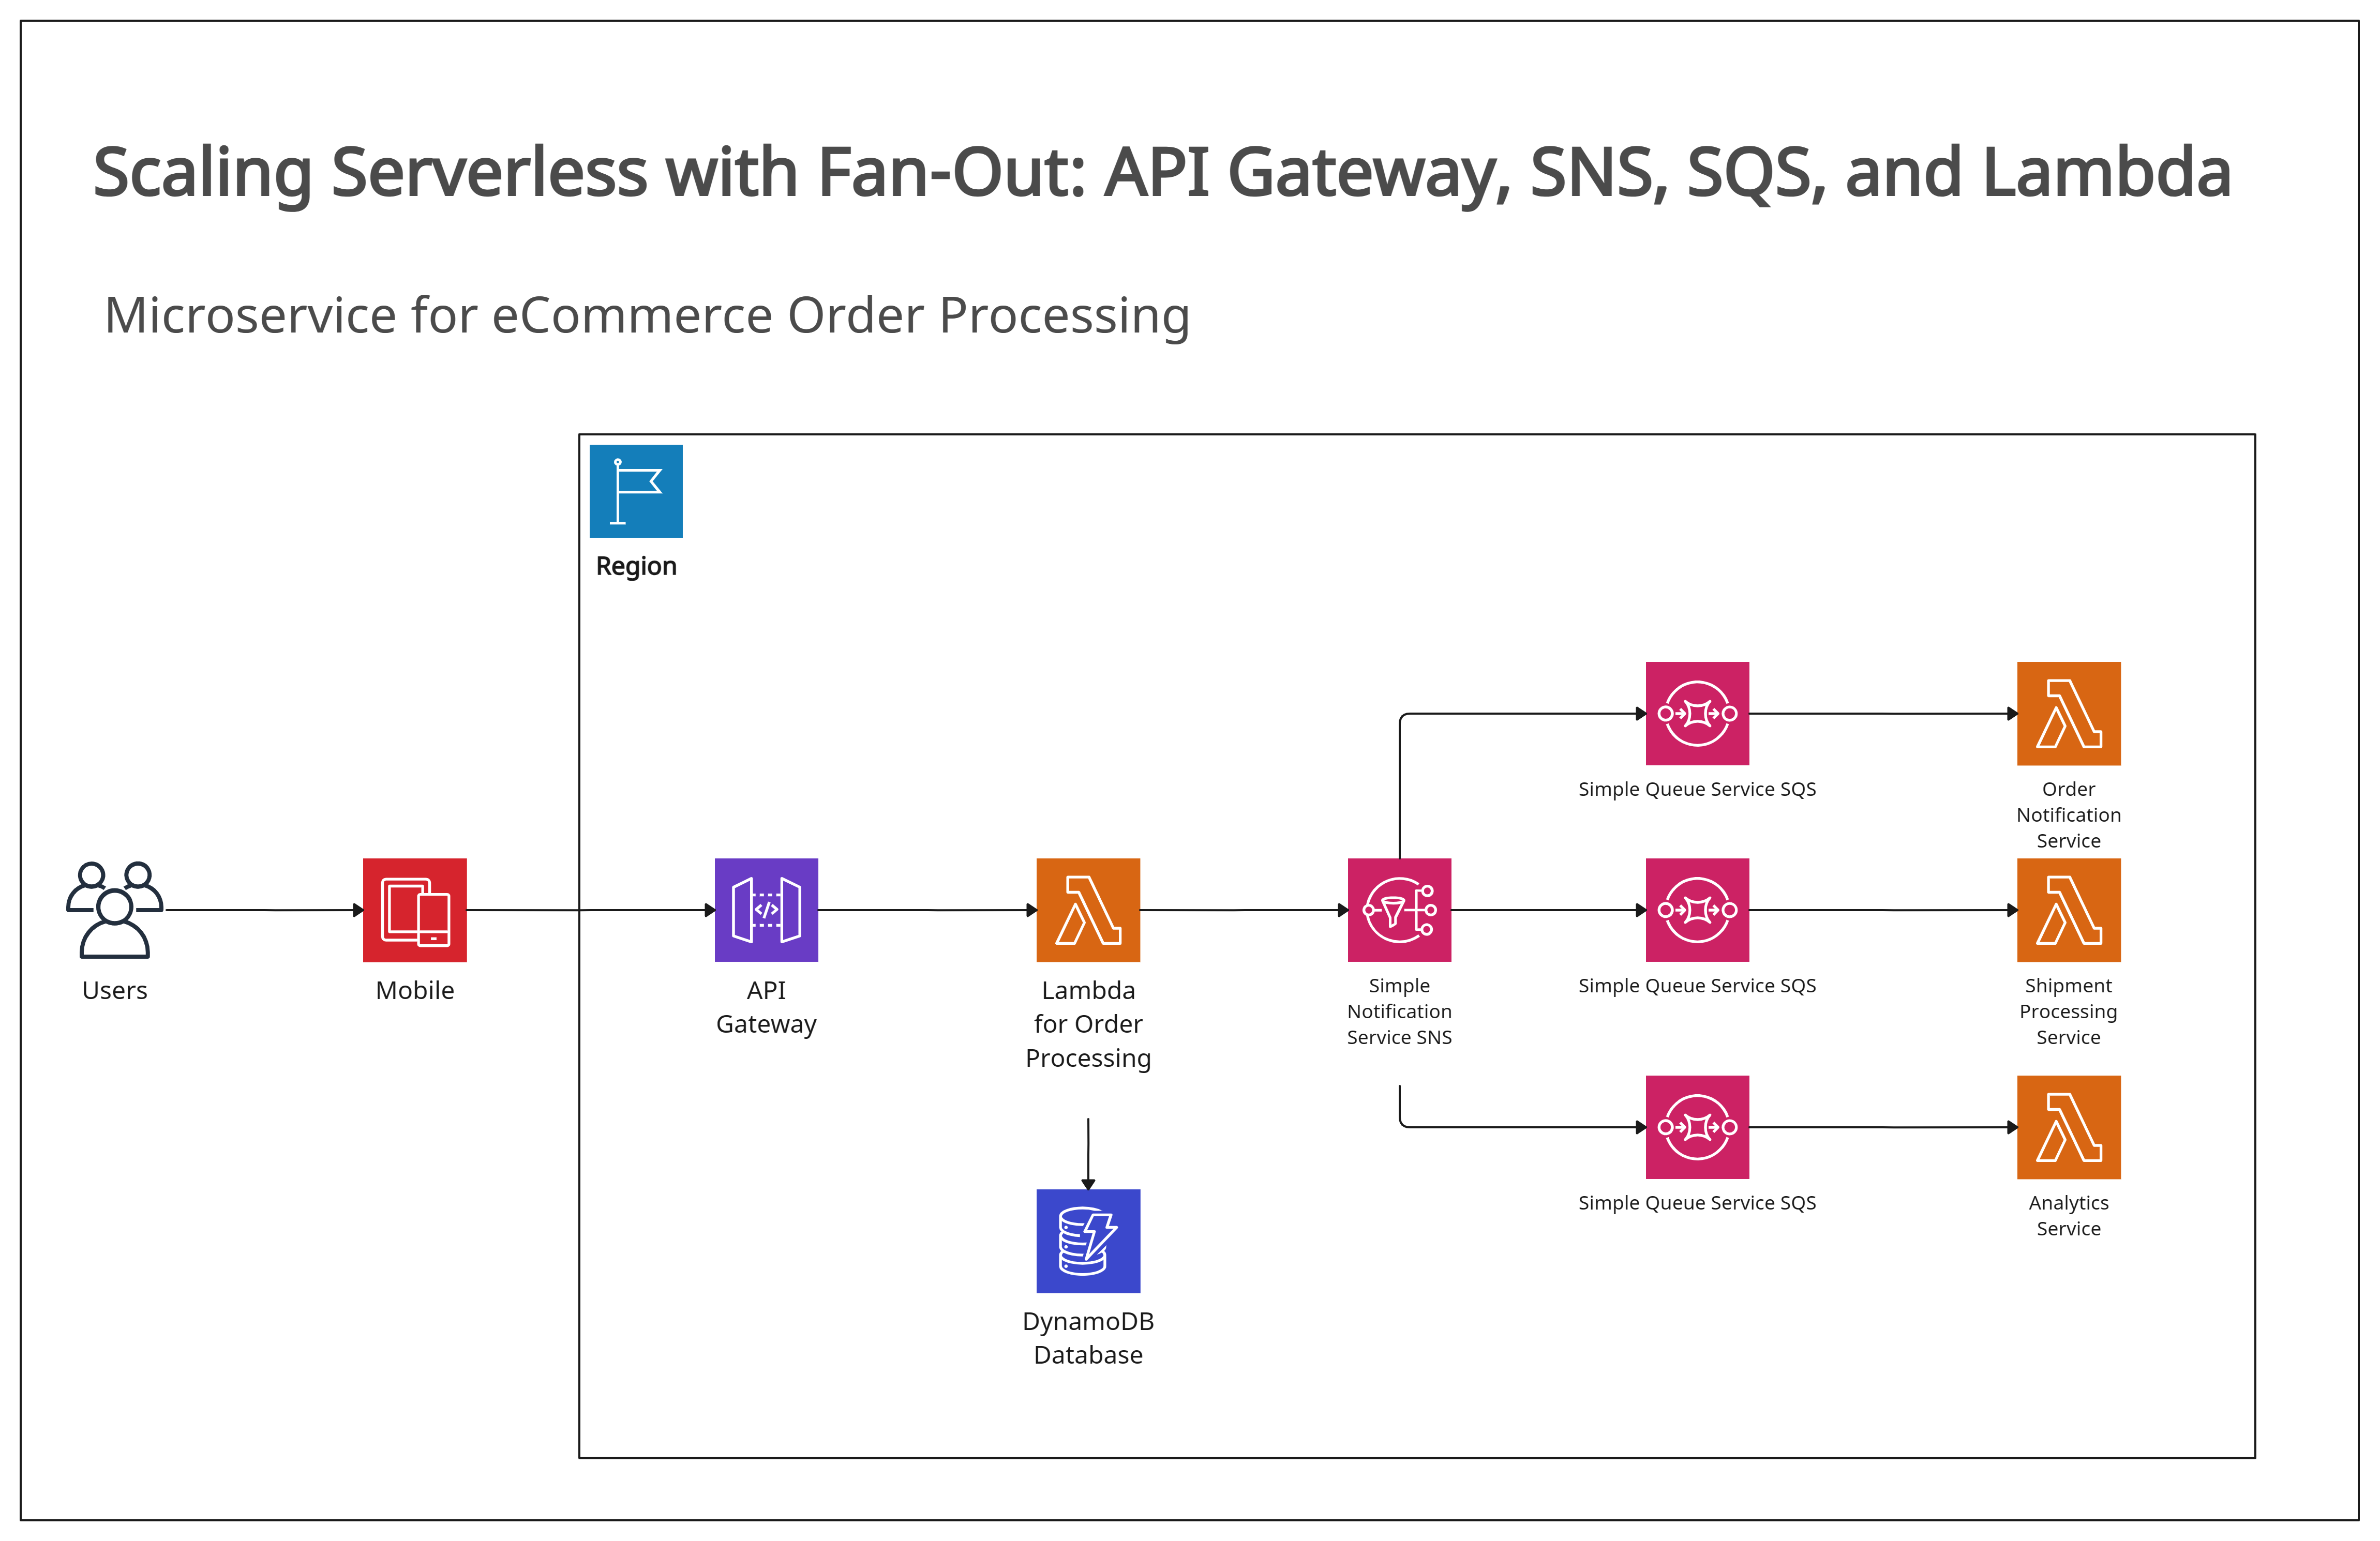 Scaling Serverless with Fan-Out: API Gateway, SNS, SQS, and Lambda
Microservice for eCommerce Order Processing
Region
Users
Mobile
API
Gateway
Lambda
for Order
Processing
DynamoDB
Database
Simple
Notification
Service SNS
Simple Queue Service SQS
Order
Notification
Service
Simple Queue Service SQS
Shipment
Processing
Service
Simple Queue Service SQS
Analytics
Service